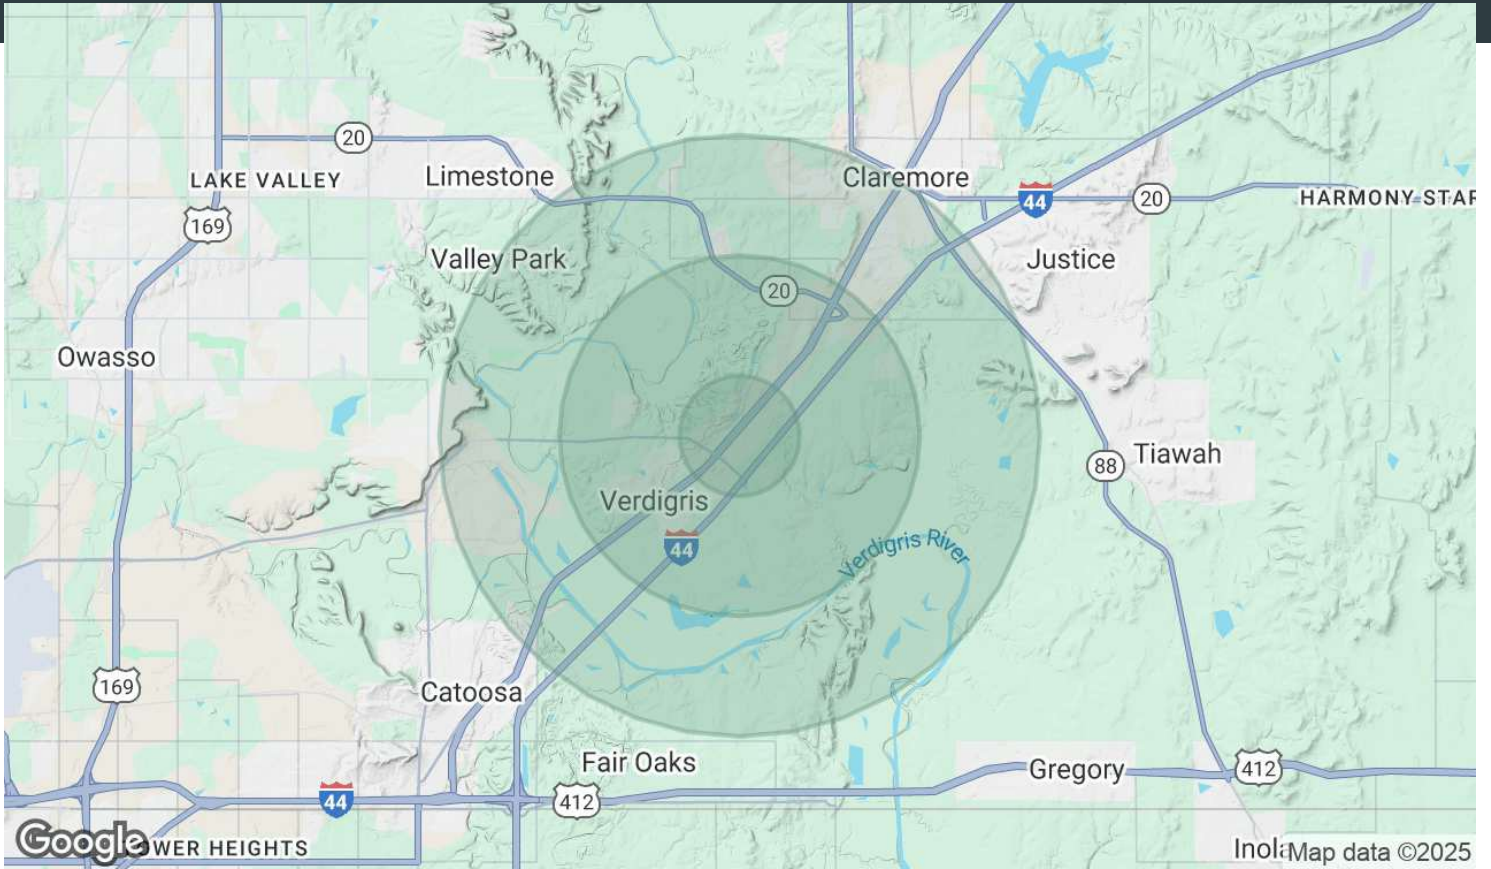 20
LAKE VALLEY
Limestone
Claremore
44
20
HARMONY STAR
169
Valley Park
Justice
20
Owasso
Tiawah
88
Verdigris
44
Verdigris River
169
Catoosa
Fair Oaks
Gregory
412
44
412
Google
OWER HEIGHTS
Inola
Map data ©2025